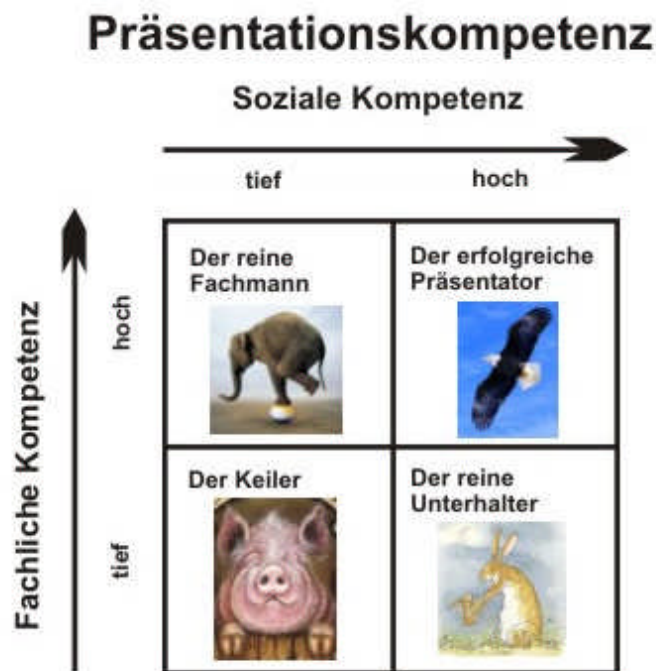 Präsentationskompetenz
Soziale Kompetenz
tief
hoch
Fachliche Kompetenz
hoch
Der reine
Fachmann
Der erfolgreiche
Präsentator
tief
Der Keiler
Der reine
Unterhalter